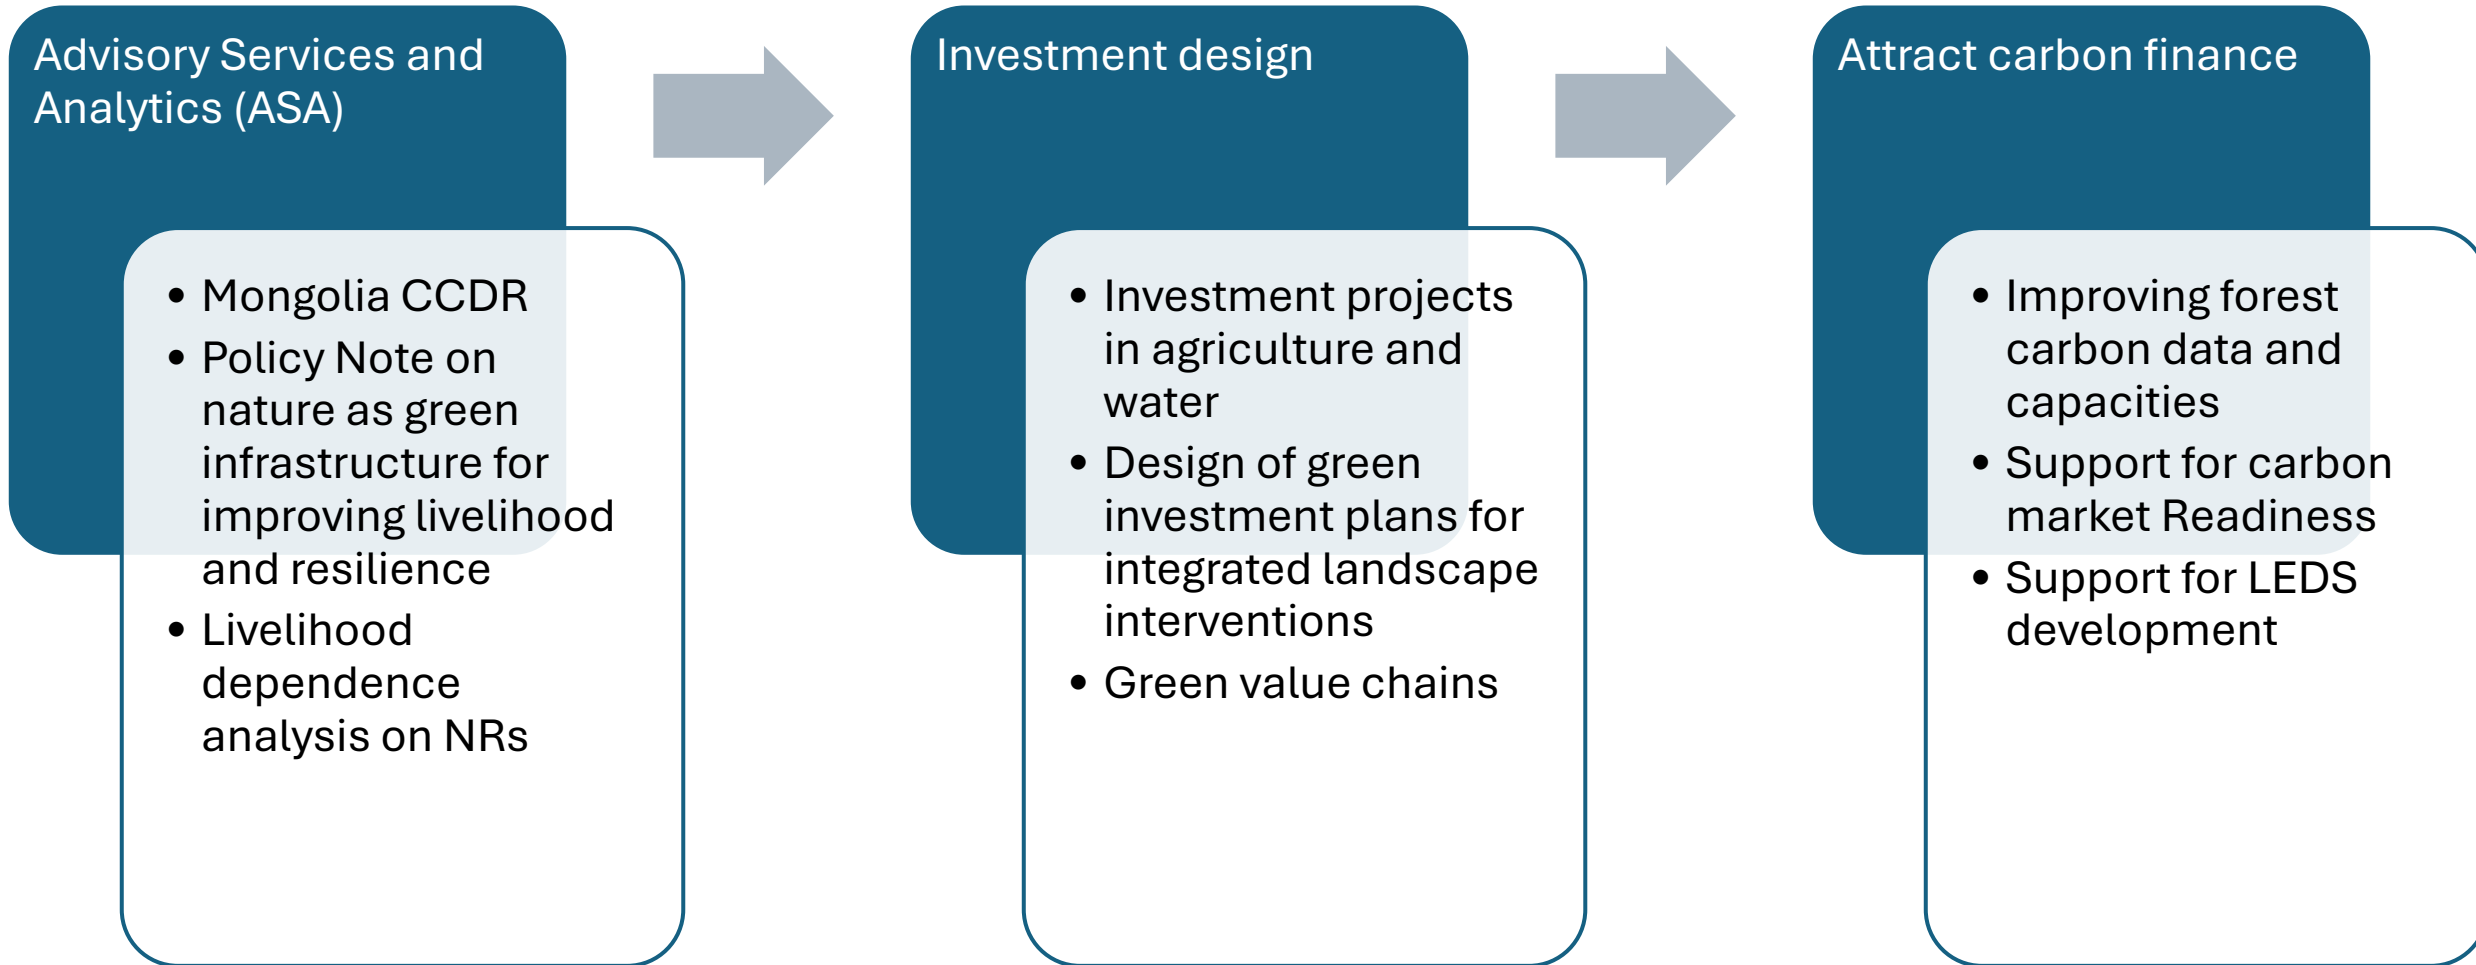 Advisory Services and
Analytics (ASA)
• Mongolia CCDR
• Policy Note on
nature as green
infrastructure for
improving livelihood
and resilience
• Livelihood
dependence
analysis on NRs
Investment design
• Investment projects
in agriculture and
water
• Design of green
investment plans for
integrated landscape
interventions
• Green value chains
Attract carbon finance
• Improving forest
carbon data and
capacities
• Support for carbon
market Readiness
• Support for LEDS
development